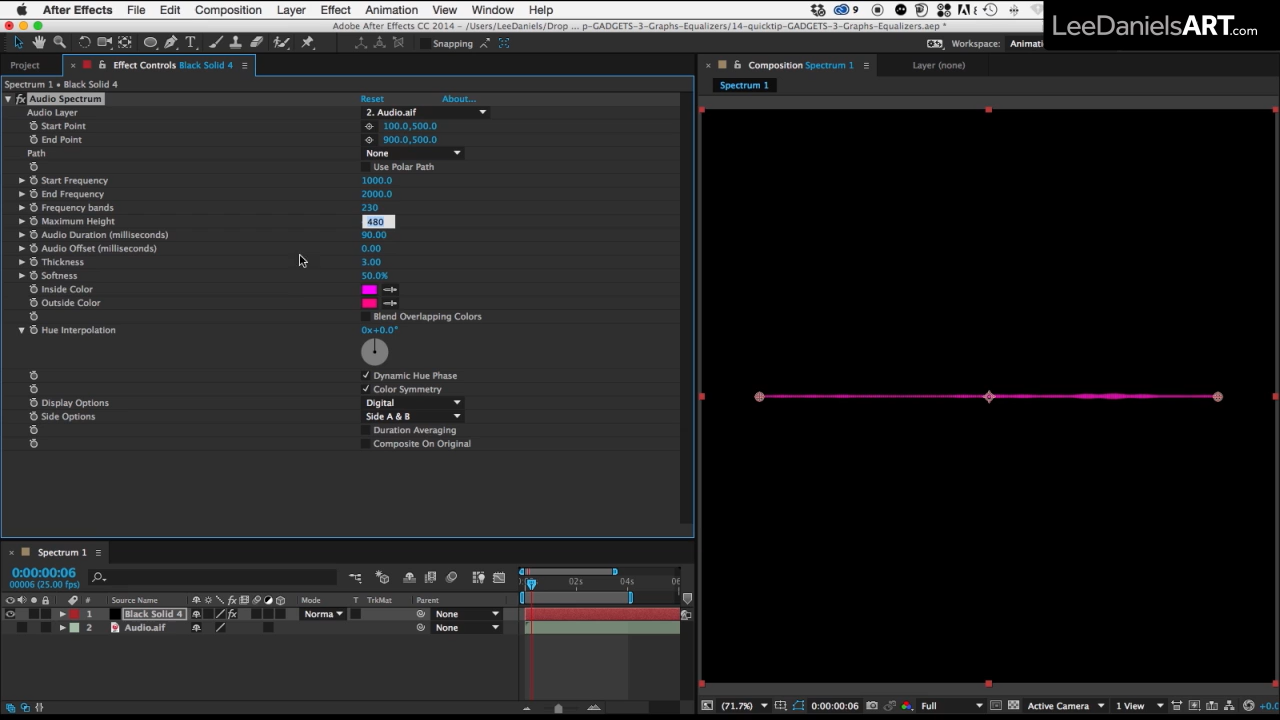 After Effects File Edit Composition Layer Effect Animation View Window Help
9
LeeDanielsART.com
Adobe After Effects CC 2014 - /Users/LeeDaniels/Drop p-GADGETS-3-Graphs-Equalizers/14-quicktip-GADGETS-3-Graphs-Equalizers.aep *
Snapping
Workspace: Animati
Project
Effect Controls Black Solid 4
Composition Spectrum 1
Layer (none)
Spectrum 1 • Black Solid 4
Spectrum 1
fx Audio Spectrum Reset About...
Audio Layer 2. Audio.aif
Start Point 100.0,500.0
End Point 900.0,500.0
Path None
Use Polar Path
Start Frequency 1000.0
End Frequency 2000.0
Frequency bands 230
Maximum Height 480
Audio Duration (milliseconds) 90.00
Audio Offset (milliseconds) 0.00
Thickness 3.00
Softness 50.0%
Inside Color
Outside Color
Blend Overlapping Colors
Hue Interpolation 0x+0.0°
Dynamic Hue Phase
Color Symmetry
Display Options Digital
Side Options Side A & B
Duration Averaging
Composite On Original
Spectrum 1
0:00:00:06
00006 (25.00 fps)
02s 04s 06
# Source Name Mode T TrkMat Parent
1 Black Solid 4 fx Norma None
2 Audio.aif None
(71.7%) 0:00:00:06 Full Active Camera 1 View +0.0